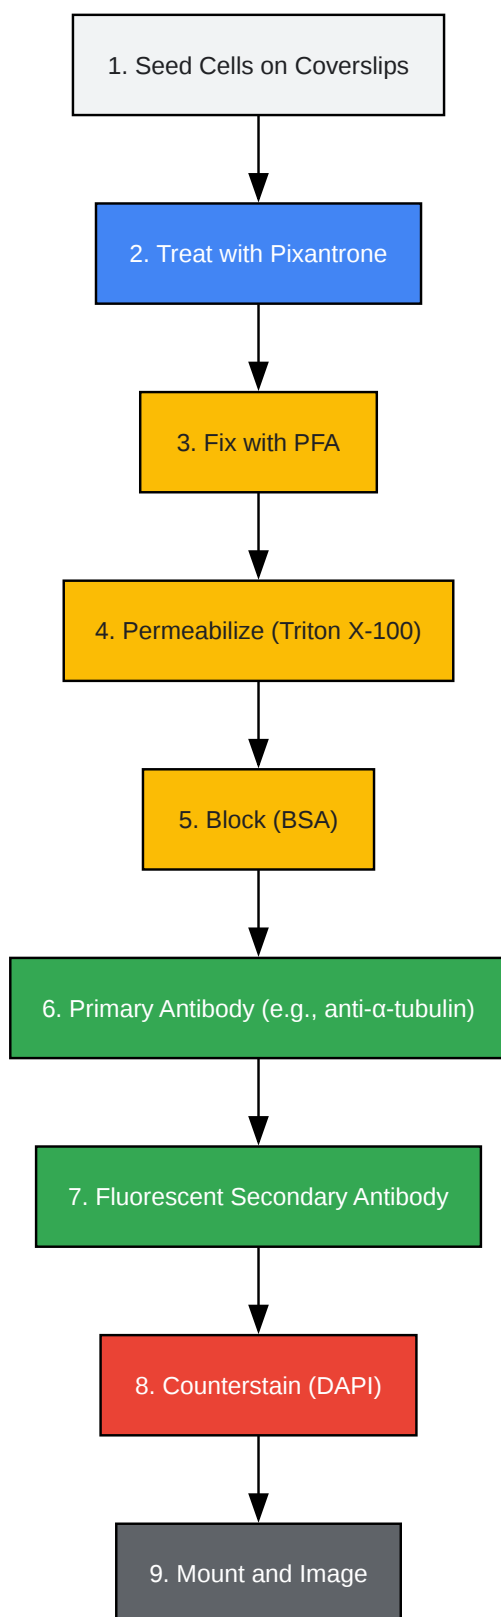 1. Seed Cells on Coverslips
2. Treat with Pixantrone
3. Fix with PFA
4. Permeabilize (Triton X-100)
5. Block (BSA)
6. Primary Antibody (e.g., anti-α-tubulin)
7. Fluorescent Secondary Antibody
8. Counterstain (DAPI)
9. Mount and Image